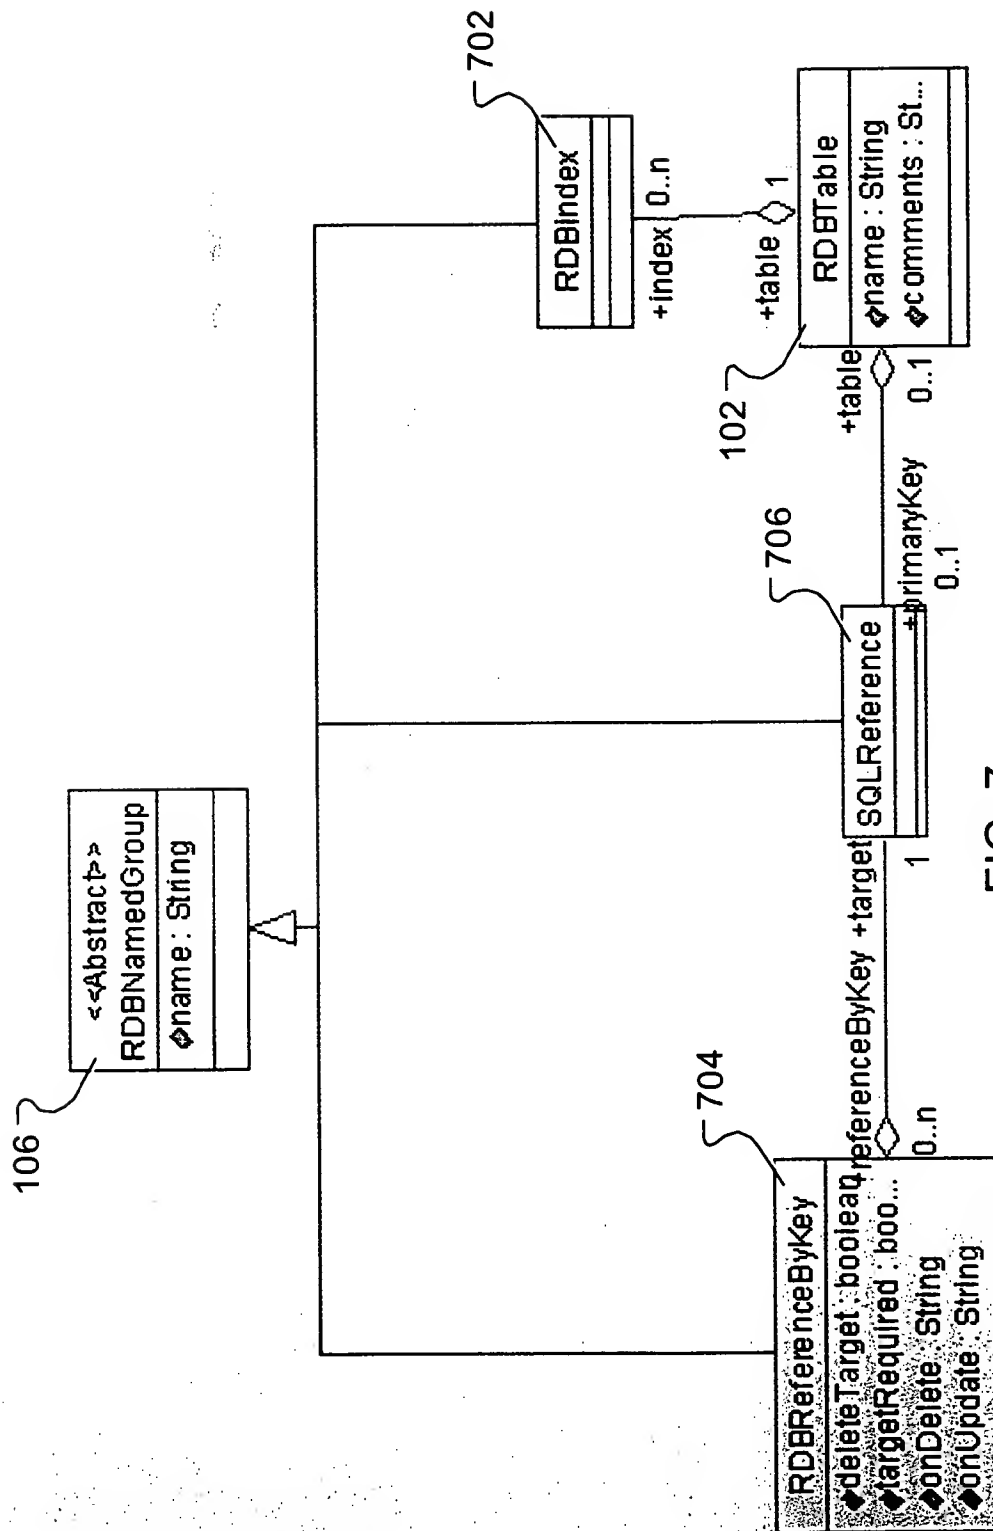 106
<<Abstract>>
RDBNamedGroup
name : String
702
RDBIndex
+index 0..n
+table 1
102
RDBTable
name : String
comments : St...
+table
0..1
706
SQLReference
+primaryKey
0..1
+target
1
704
RDBReferenceByKey
deleteTarget : boolean
targetRequired : boo...
onDelete : String
onUpdate : String
+referenceByKey
0..n
FIG. 7